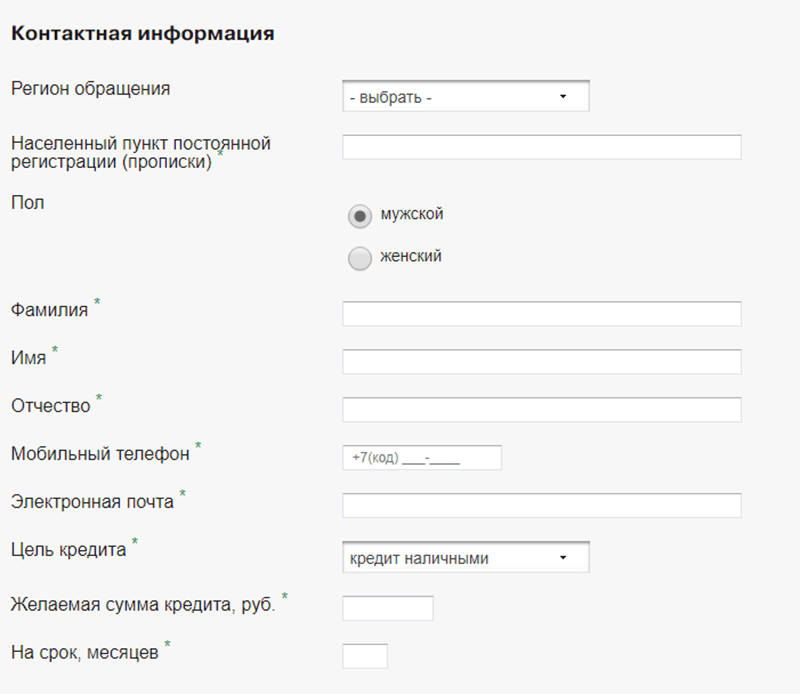 Контактная информация
Регион обращения
- выбрать -
Населенный пункт постоянной
регистрации (прописки) *
Пол
мужской
женский
Фамилия *
Имя *
Отчество *
Мобильный телефон *
+7(код) ___-____
Электронная почта *
Цель кредита *
кредит наличными
Желаемая сумма кредита, руб. *
На срок, месяцев *